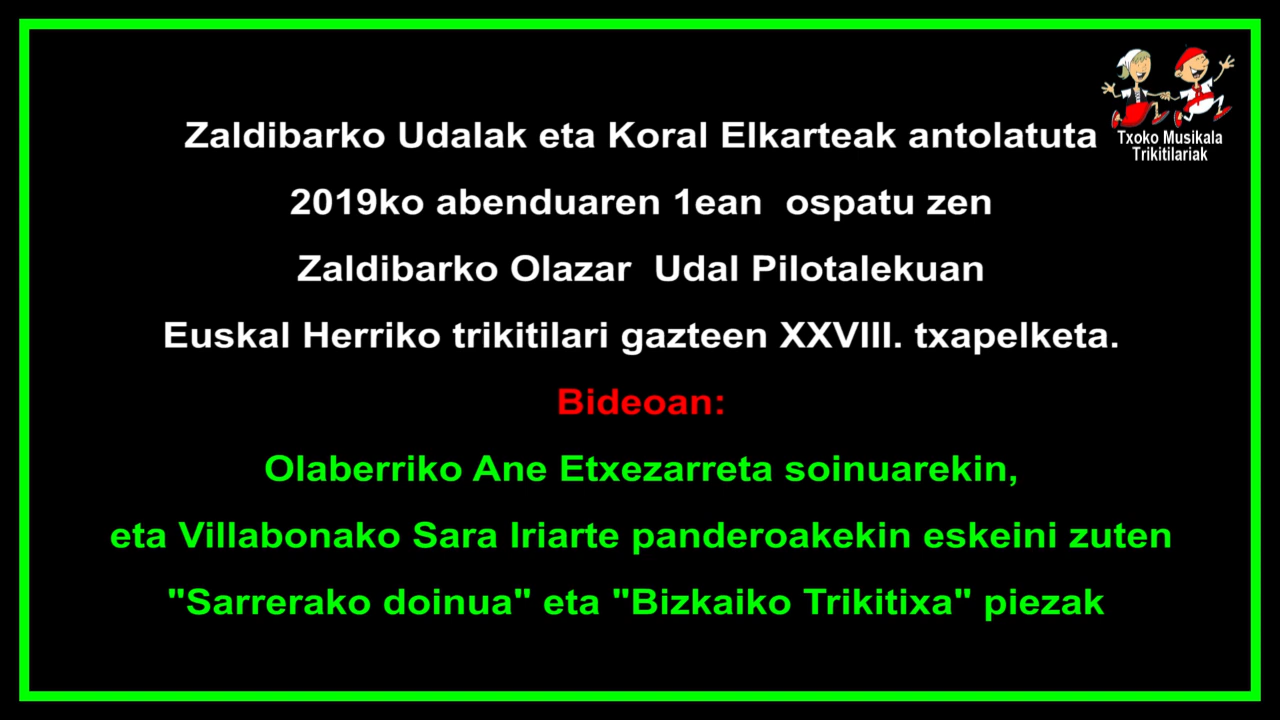 Zaldibarko Udalak eta Koral Elkarteak antolatuta
Txoko Musikala
Trikitilariak
2019ko abenduaren 1ean  ospatu zen
Zaldibarko Olazar  Udal Pilotalekuan
Euskal Herriko trikitilari gazteen XXVIII. txapelketa.
Bideoan:
Olaberriko Ane Etxezarreta soinuarekin,
eta Villabonako Sara Iriarte panderoakekin eskeini zuten
"Sarrerako doinua" eta "Bizkaiko Trikitixa" piezak